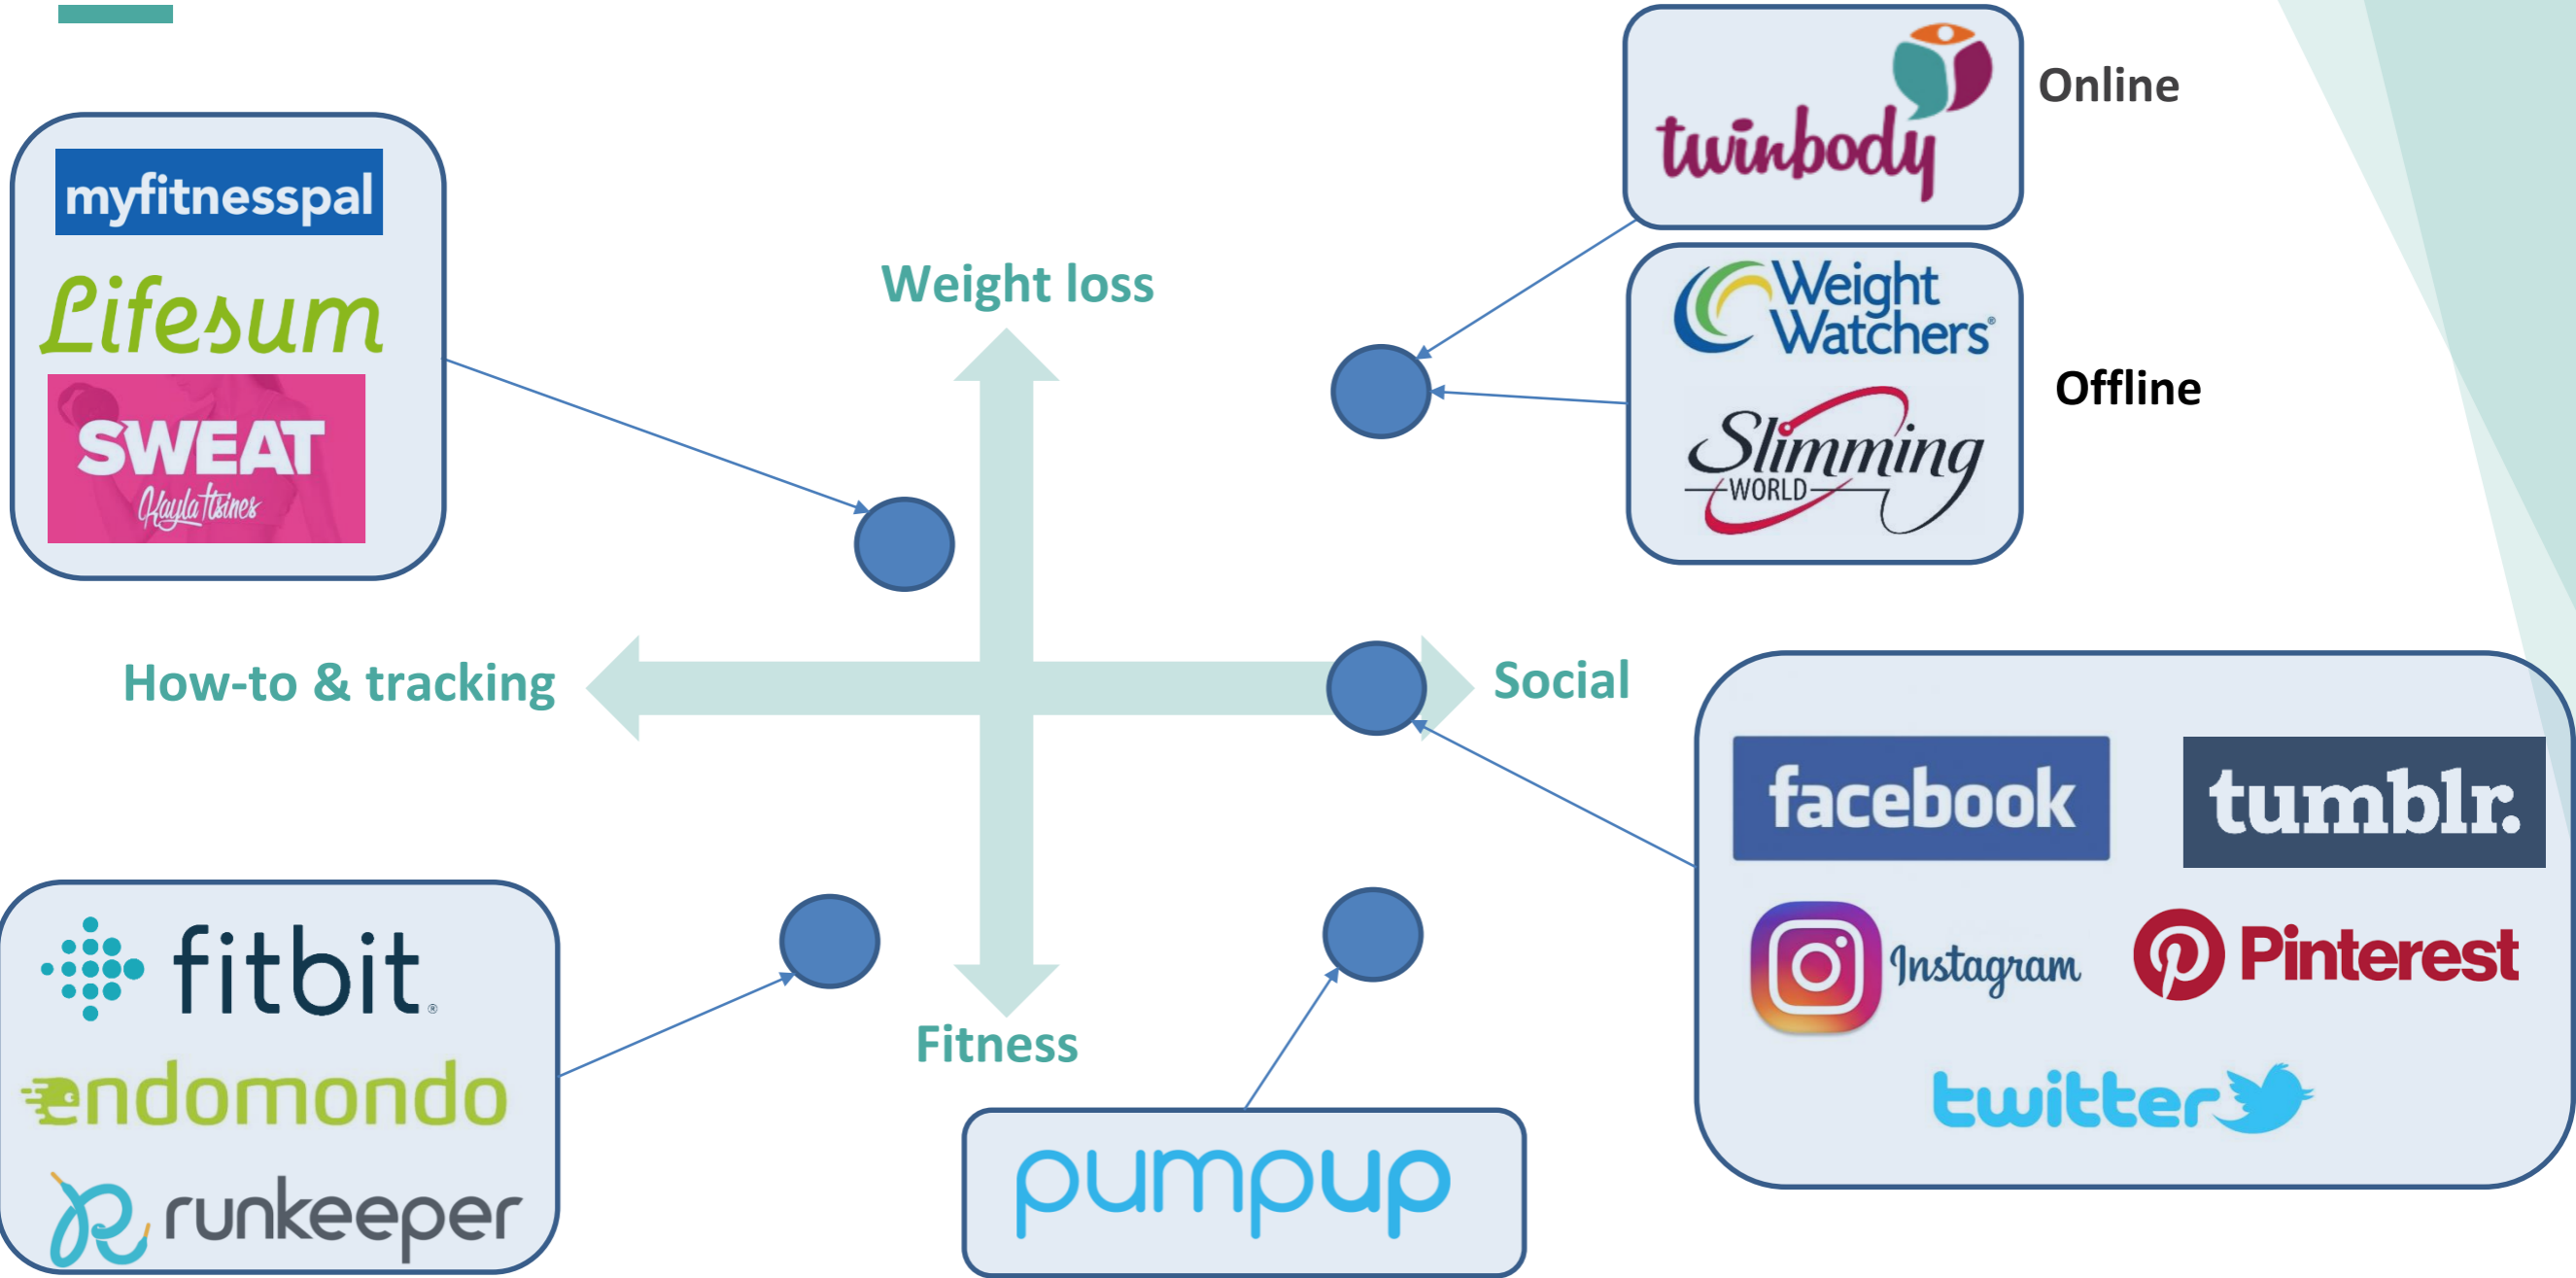 twinbody
Online
myfitnesspal
Lifesum
SWEAT
Kayla Itsines
Weight loss
Weight
Watchers®
Offline
Slimming
WORLD
How-to & tracking
Social
facebook
tumblr.
Instagram
Pinterest
twitter
fitbit®
endomondo
runkeeper
Fitness
pumpup